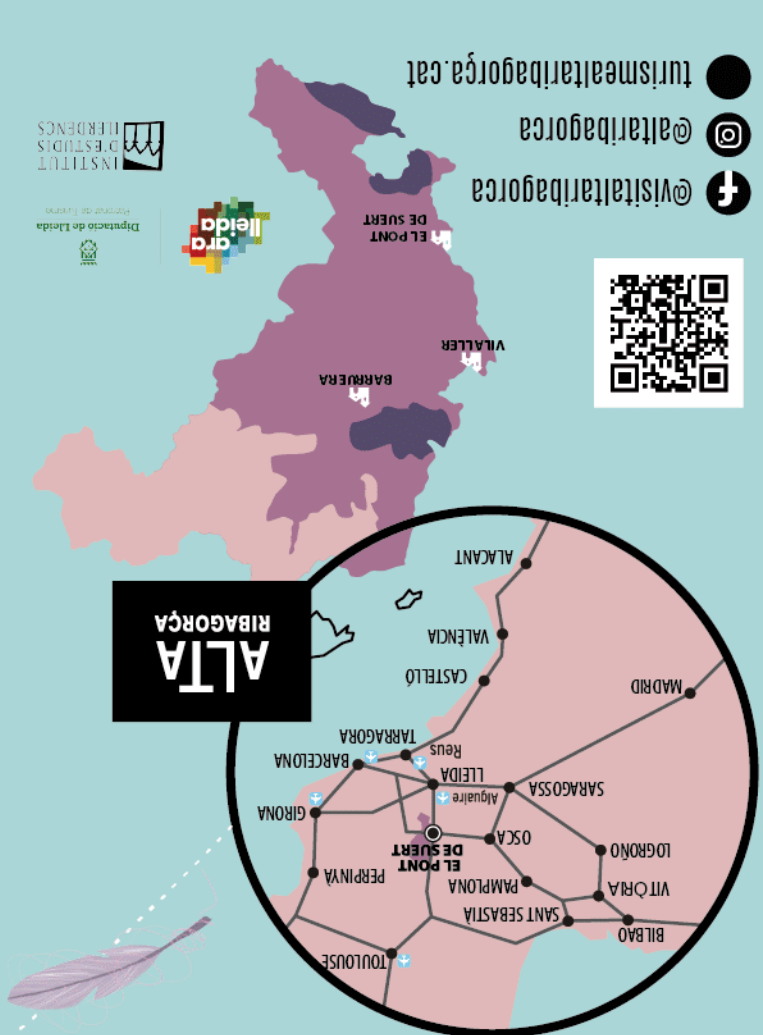 TOULOUSE
BILBAO
SANT SEBASTIÀ
VITÒRIA
PAMPLONA
PERPINYÀ
LOGROÑO
EL PONT
DE SUERT
OSCA
GIRONA
Alguaire
SARAGOSSA
LLEIDA
BARCELONA
Reus
TARRAGORA
MADRID
CASTELLÓ
VALÈNCIA
ALACANT
ALTA
RIBAGORÇA
BARRUERA
VILALLER
EL PONT
DE SUERT
@visitaltaribagorca
@altaribagorca
turismealtaribagorça.cat
ara
lleida
Diputació de Lleida
INSTITUT
D'ESTUDIS
ILERDENCS